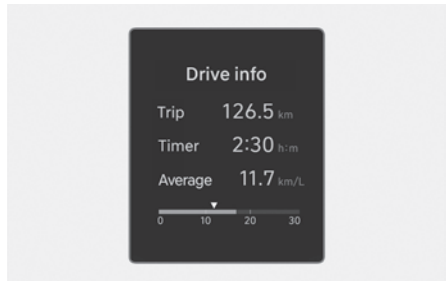 Drive info
Trip 126.5 km
Timer 2:30 h:m
Average 11.7 km/L
0 10 20 30